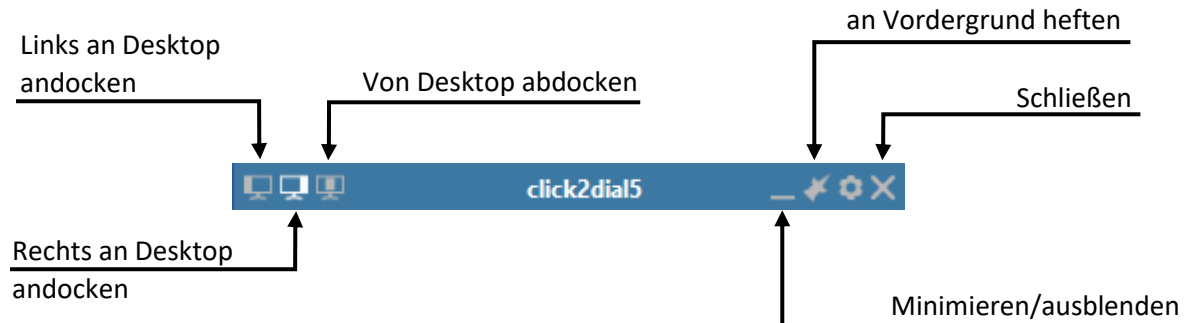 an Vordergrund heften
Links an Desktop
andocken
Von Desktop abdocken
Schließen
click2dial5
Rechts an Desktop
andocken
Minimieren/ausblenden